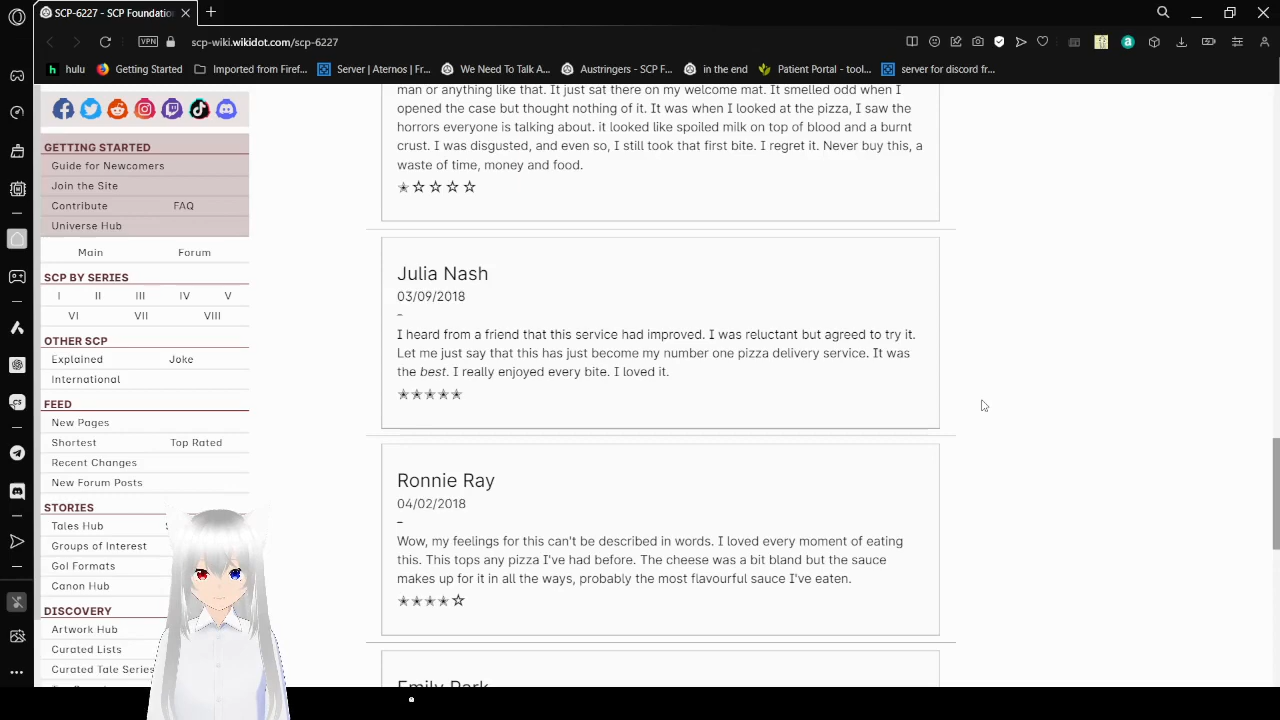 SCP-6227 - SCP Foundatio
VPN
scp-wiki.wikidot.com/scp-6227
hulu
Getting Started
Imported from Firef...
Server | Aternos | Fr...
We Need To Talk A...
Austringers - SCP F...
in the end
Patient Portal - tool...
server for discord fr...
GETTING STARTED
Guide for Newcomers
Join the Site
Contribute FAQ
Universe Hub
Main Forum
SCP BY SERIES
I II III IV V
VI VII VIII
OTHER SCP
Explained Joke
International
FEED
New Pages
Shortest Top Rated
Recent Changes
New Forum Posts
STORIES
Tales Hub
Groups of Interest
GoI Formats
Canon Hub
DISCOVERY
Artwork Hub
Curated Lists
Curated Tale Series
man or anything like that. It just sat there on my welcome mat. It smelled odd when I
opened the case but thought nothing of it. It was when I looked at the pizza, I saw the
horrors everyone is talking about. it looked like spoiled milk on top of blood and a burnt
crust. I was disgusted, and even so, I still took that first bite. I regret it. Never buy this, a
waste of time, money and food.
★☆☆☆☆
Julia Nash
03/09/2018
–
I heard from a friend that this service had improved. I was reluctant but agreed to try it.
Let me just say that this has just become my number one pizza delivery service. It was
the best. I really enjoyed every bite. I loved it.
★★★★★
Ronnie Ray
04/02/2018
–
Wow, my feelings for this can't be described in words. I loved every moment of eating
this. This tops any pizza I've had before. The cheese was a bit bland but the sauce
makes up for it in all the ways, probably the most flavourful sauce I've eaten.
★★★★☆